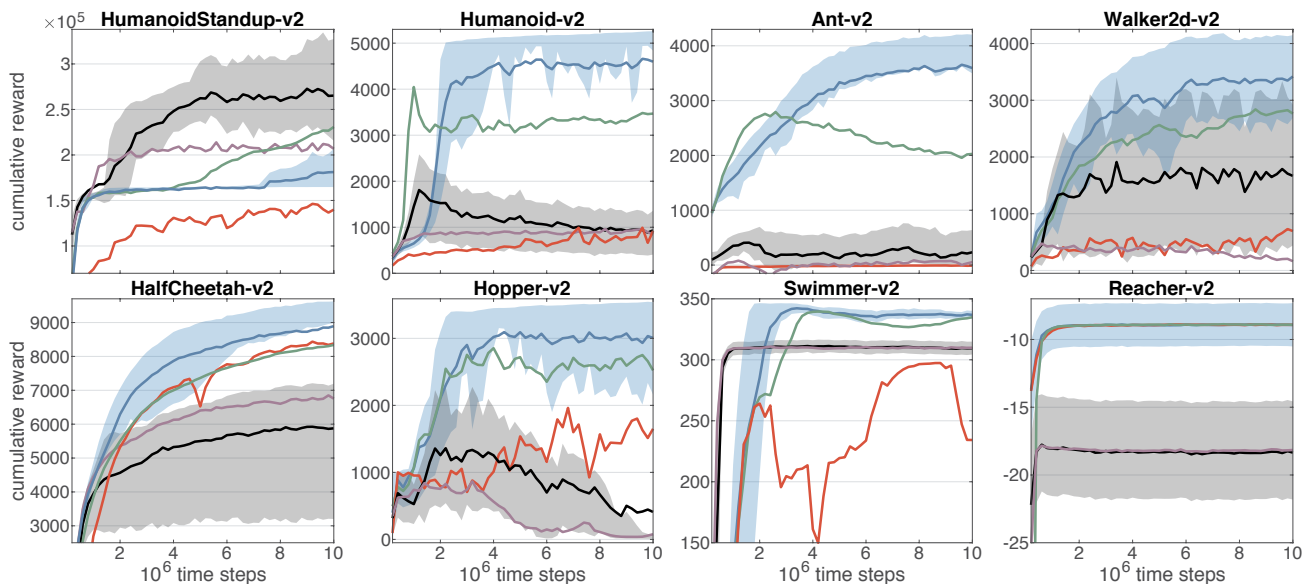 HumanoidStandup-v2
Humanoid-v2
Ant-v2
Walker2d-v2
×10⁵
cumulative reward
3
2.5
2
1.5
1
5000
4000
3000
2000
1000
0
4000
3000
2000
1000
0
4000
3000
2000
1000
0
HalfCheetah-v2
Hopper-v2
Swimmer-v2
Reacher-v2
cumulative reward
9000
8000
7000
6000
5000
4000
3000
3000
2000
1000
0
350
300
250
200
150
-10
-15
-20
-25
2 4 6 8 10
2 4 6 8 10
2 4 6 8 10
2 4 6 8 10
10⁶ time steps
10⁶ time steps
10⁶ time steps
10⁶ time steps